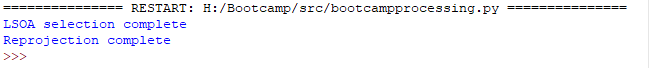 =============== RESTART: H:/Bootcamp/src/bootcampprocessing.py ===============
LSOA selection complete
Reprojection complete
>>>